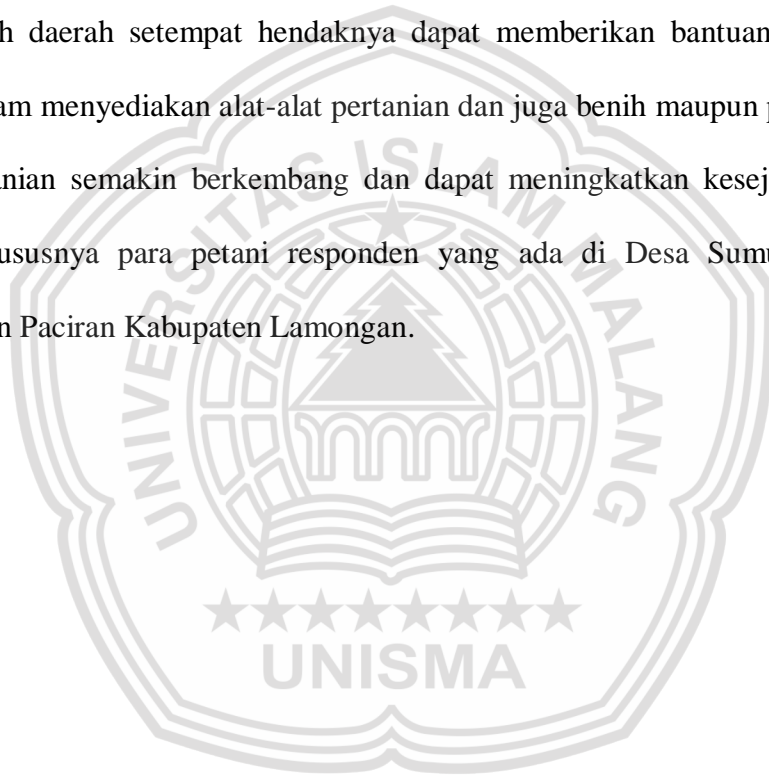 h daerah setempat hendaknya dapat memberikan bantuan
am menyediakan alat-alat pertanian dan juga benih maupun p
anian semakin berkembang dan dapat meningkatkan kesej
ususnya para petani responden yang ada di Desa Sumu
n Paciran Kabupaten Lamongan.
UNIVERSITAS ISLAM MALANG
UNISMA